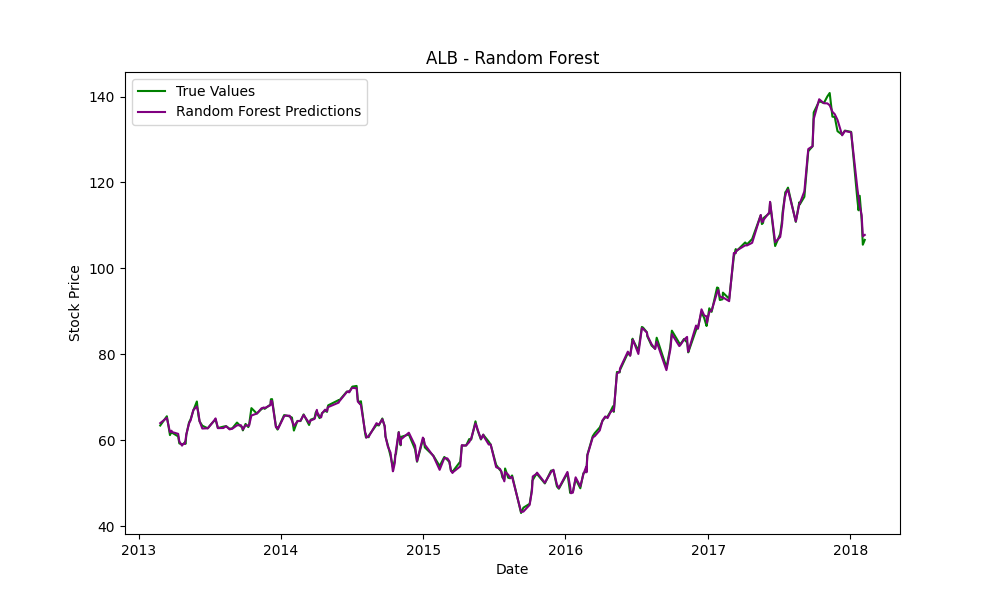 ALB - Random Forest
True Values
Random Forest Predictions
Stock Price
140
120
100
80
60
40
2013 2014 2015 2016 2017 2018
Date